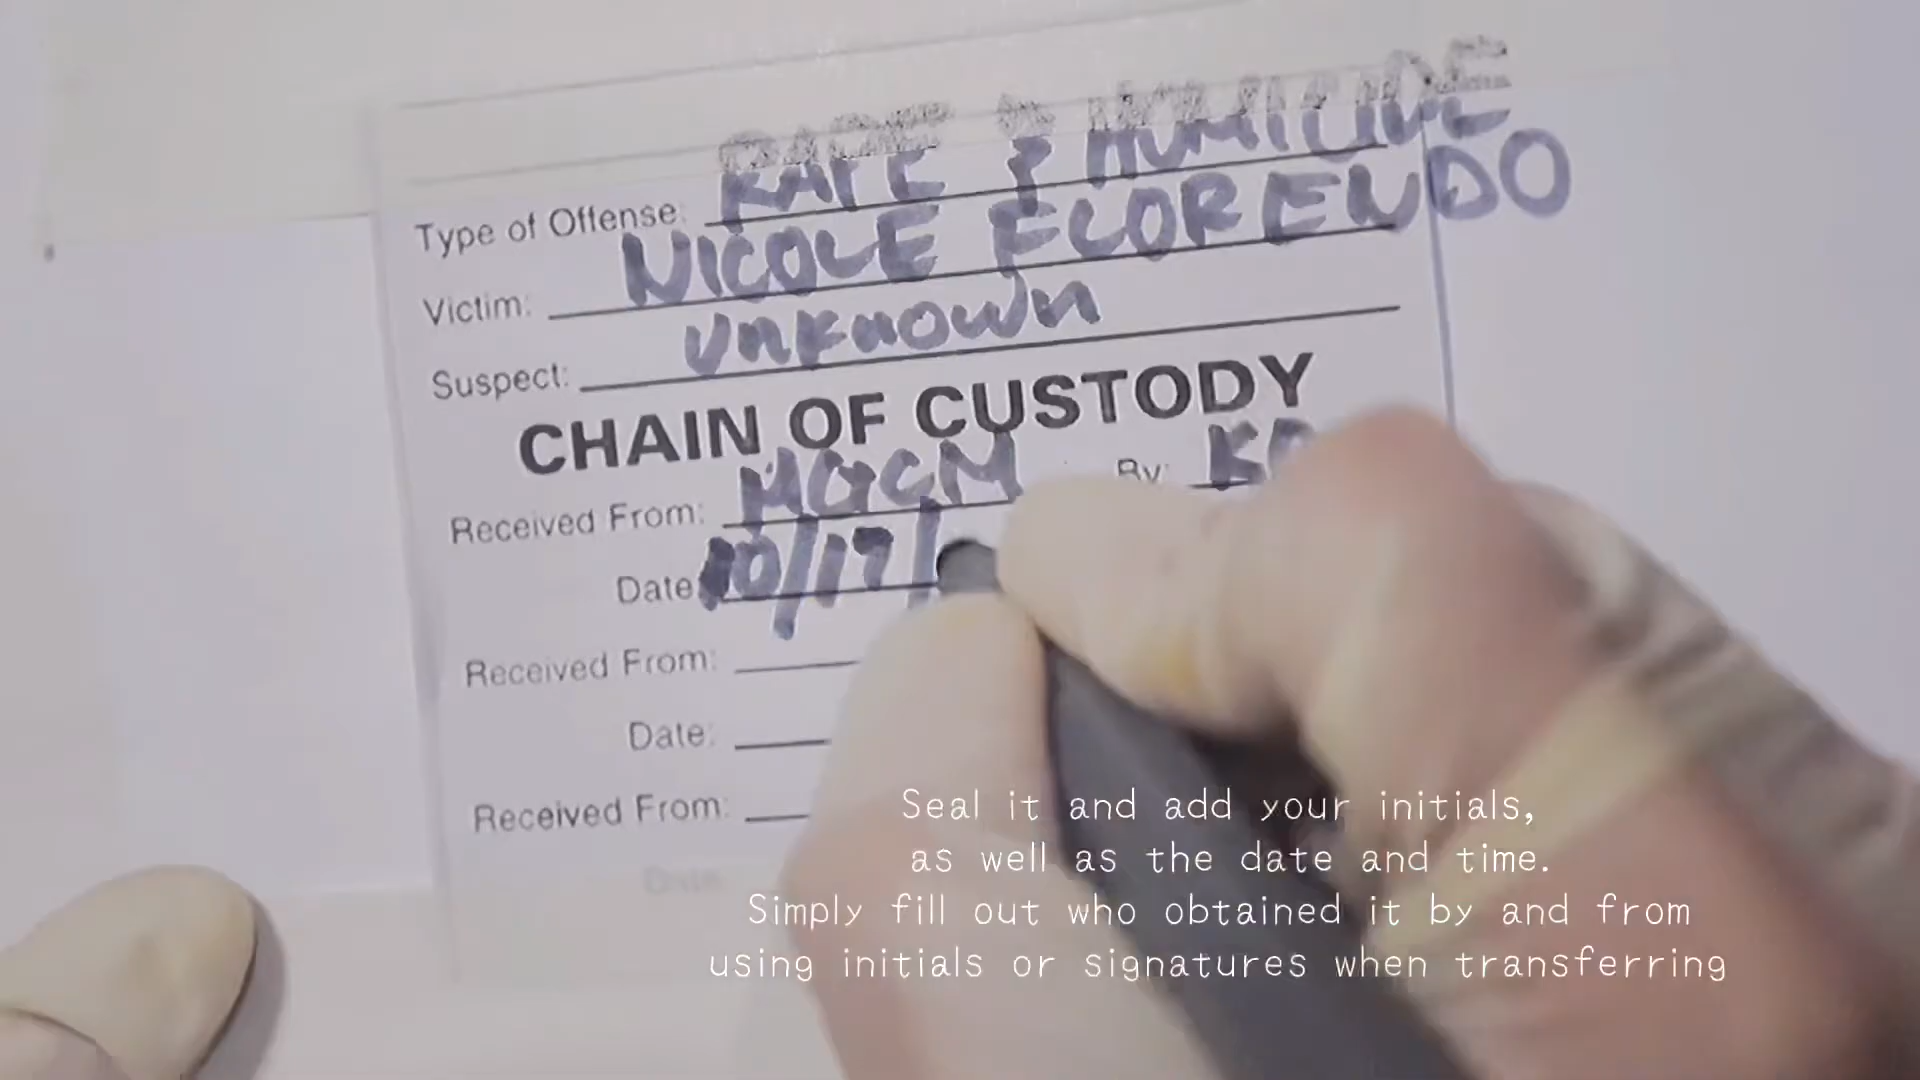 Type of Offense: RAPE & HOMICIDE
Victim: NICOLE FLORENDO
Suspect: Unknown
CHAIN OF CUSTODY
Received From: MGCM By:
Date 10/17/
Received From:
Date:
Received From:
Date
Seal it and add your initials,
as well as the date and time.
Simply fill out who obtained it by and from
using initials or signatures when transferring